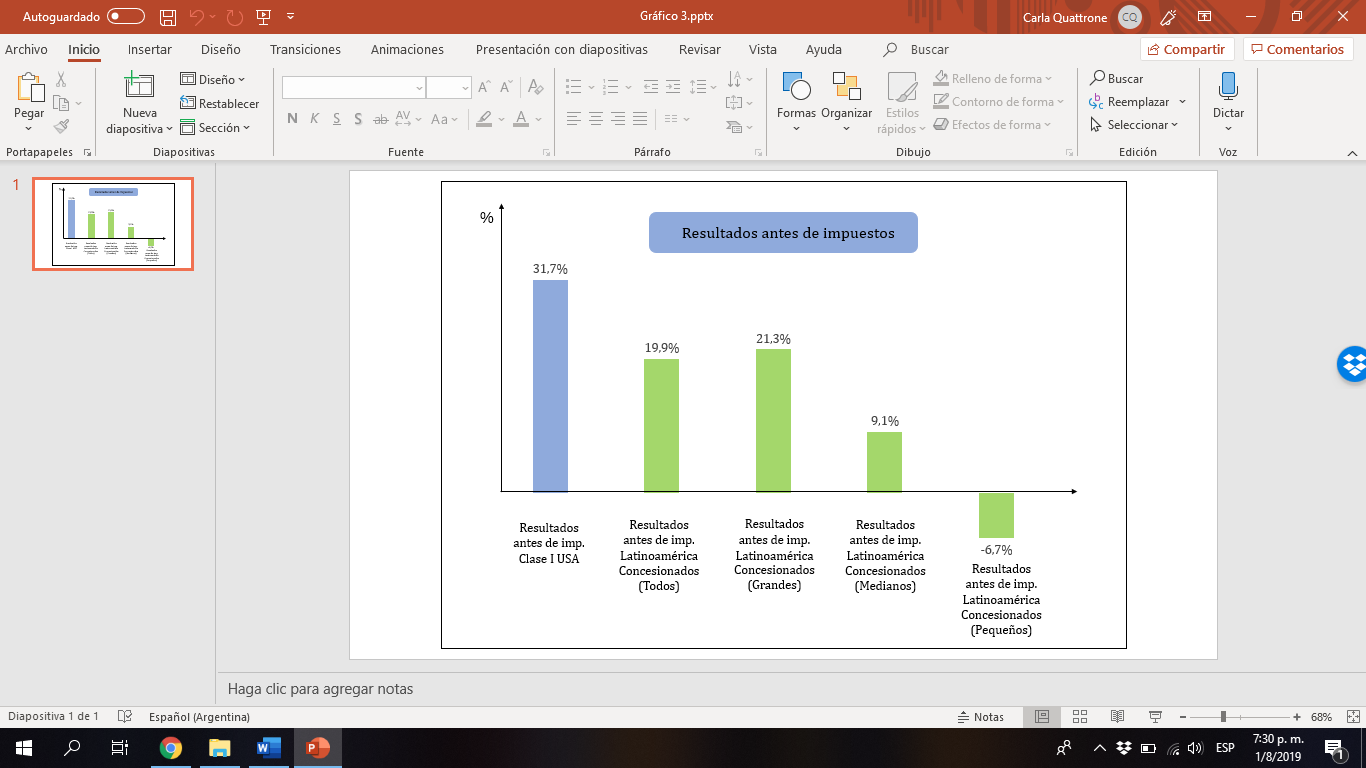 Autoguardado
Gráfico 3.pptx
Carla Quattrone CQ
Archivo Inicio Insertar Diseño Transiciones Animaciones Presentación con diapositivas Revisar Vista Ayuda Buscar
Compartir Comentarios
Pegar
Nueva
diapositiva
Diseño
Restablecer
Sección
N K S S ab AV Aa A
Formas Organizar
Estilos
rápidos
Relleno de forma
Contorno de forma
Efectos de forma
Buscar
Reemplazar
Seleccionar
Dictar
Portapapeles Diapositivas Fuente Párrafo Dibujo Edición Voz
1
%
Resultados antes de impuestos
31,7%
19,9%
21,3%
9,1%
-6,7%
Resultados
antes de imp.
Clase I USA
Resultados
antes de imp.
Latinoamérica
Concesionados
(Todos)
Resultados
antes de imp.
Latinoamérica
Concesionados
(Grandes)
Resultados
antes de imp.
Latinoamérica
Concesionados
(Medianos)
Resultados
antes de imp.
Latinoamérica
Concesionados
(Pequeños)
Haga clic para agregar notas
Diapositiva 1 de 1 Español (Argentina) Notas 68%
ESP
7:30 p. m.
1/8/2019
1